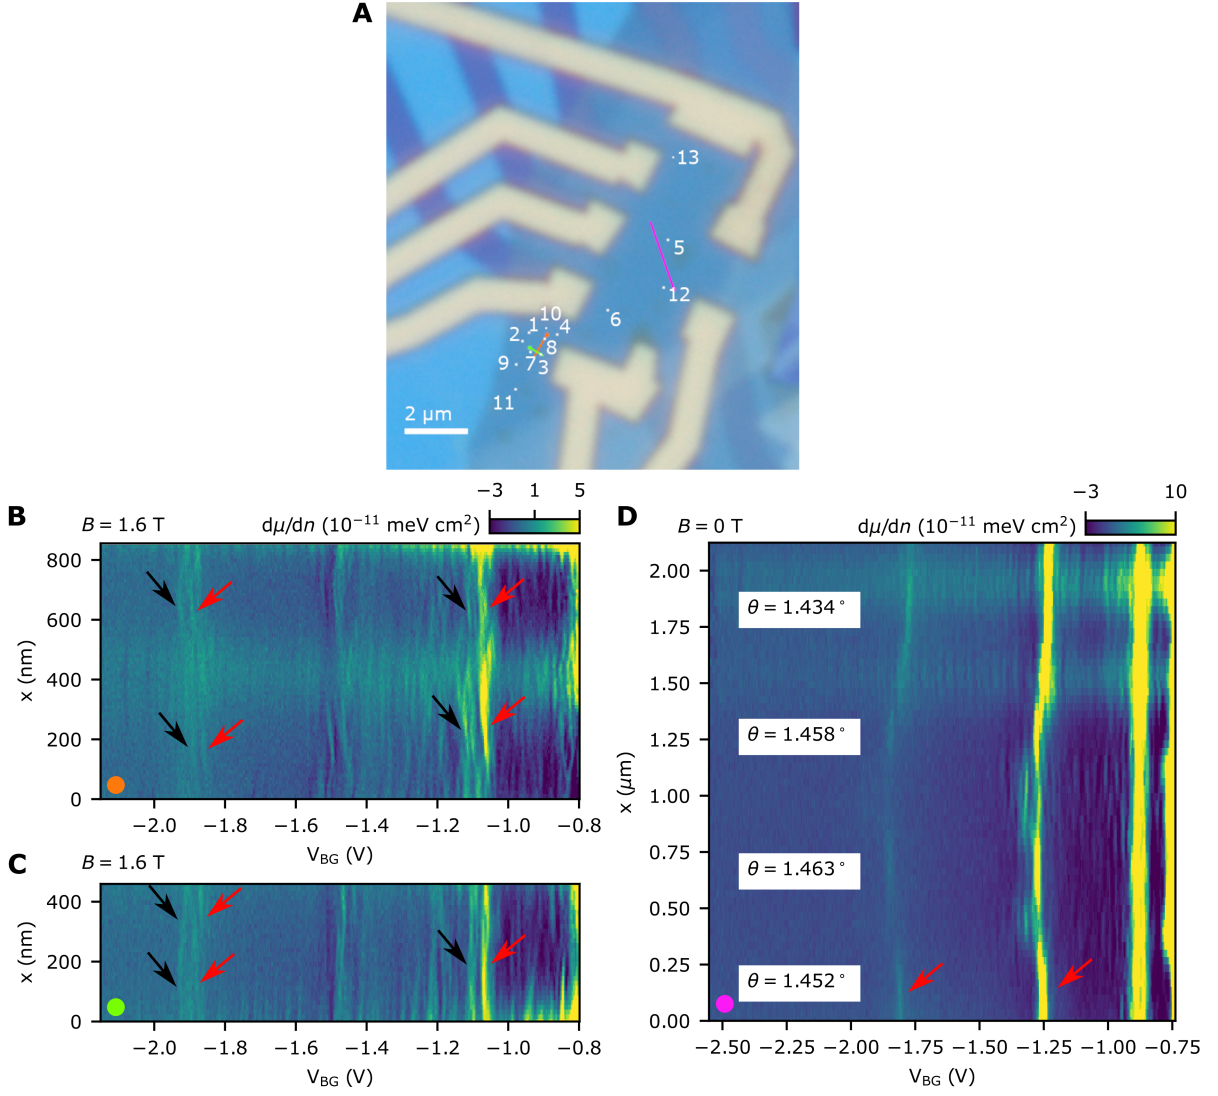 A
13
5
12
6
10
1
4
2
8
9
7
3
11
2 μm
B
B = 1.6 T
dμ/dn (10⁻¹¹ meV cm²)
−3 1 5
x (nm)
800
600
400
200
0
−2.0 −1.8 −1.6 −1.4 −1.2 −1.0 −0.8
V_BG (V)
C
B = 1.6 T
x (nm)
400
200
0
−2.0 −1.8 −1.6 −1.4 −1.2 −1.0 −0.8
V_BG (V)
D
B = 0 T
dμ/dn (10⁻¹¹ meV cm²)
−3 10
x (μm)
2.00
1.75
1.50
1.25
1.00
0.75
0.50
0.25
0.00
θ = 1.434°
θ = 1.458°
θ = 1.463°
θ = 1.452°
−2.50 −2.25 −2.00 −1.75 −1.50 −1.25 −1.00 −0.75
V_BG (V)